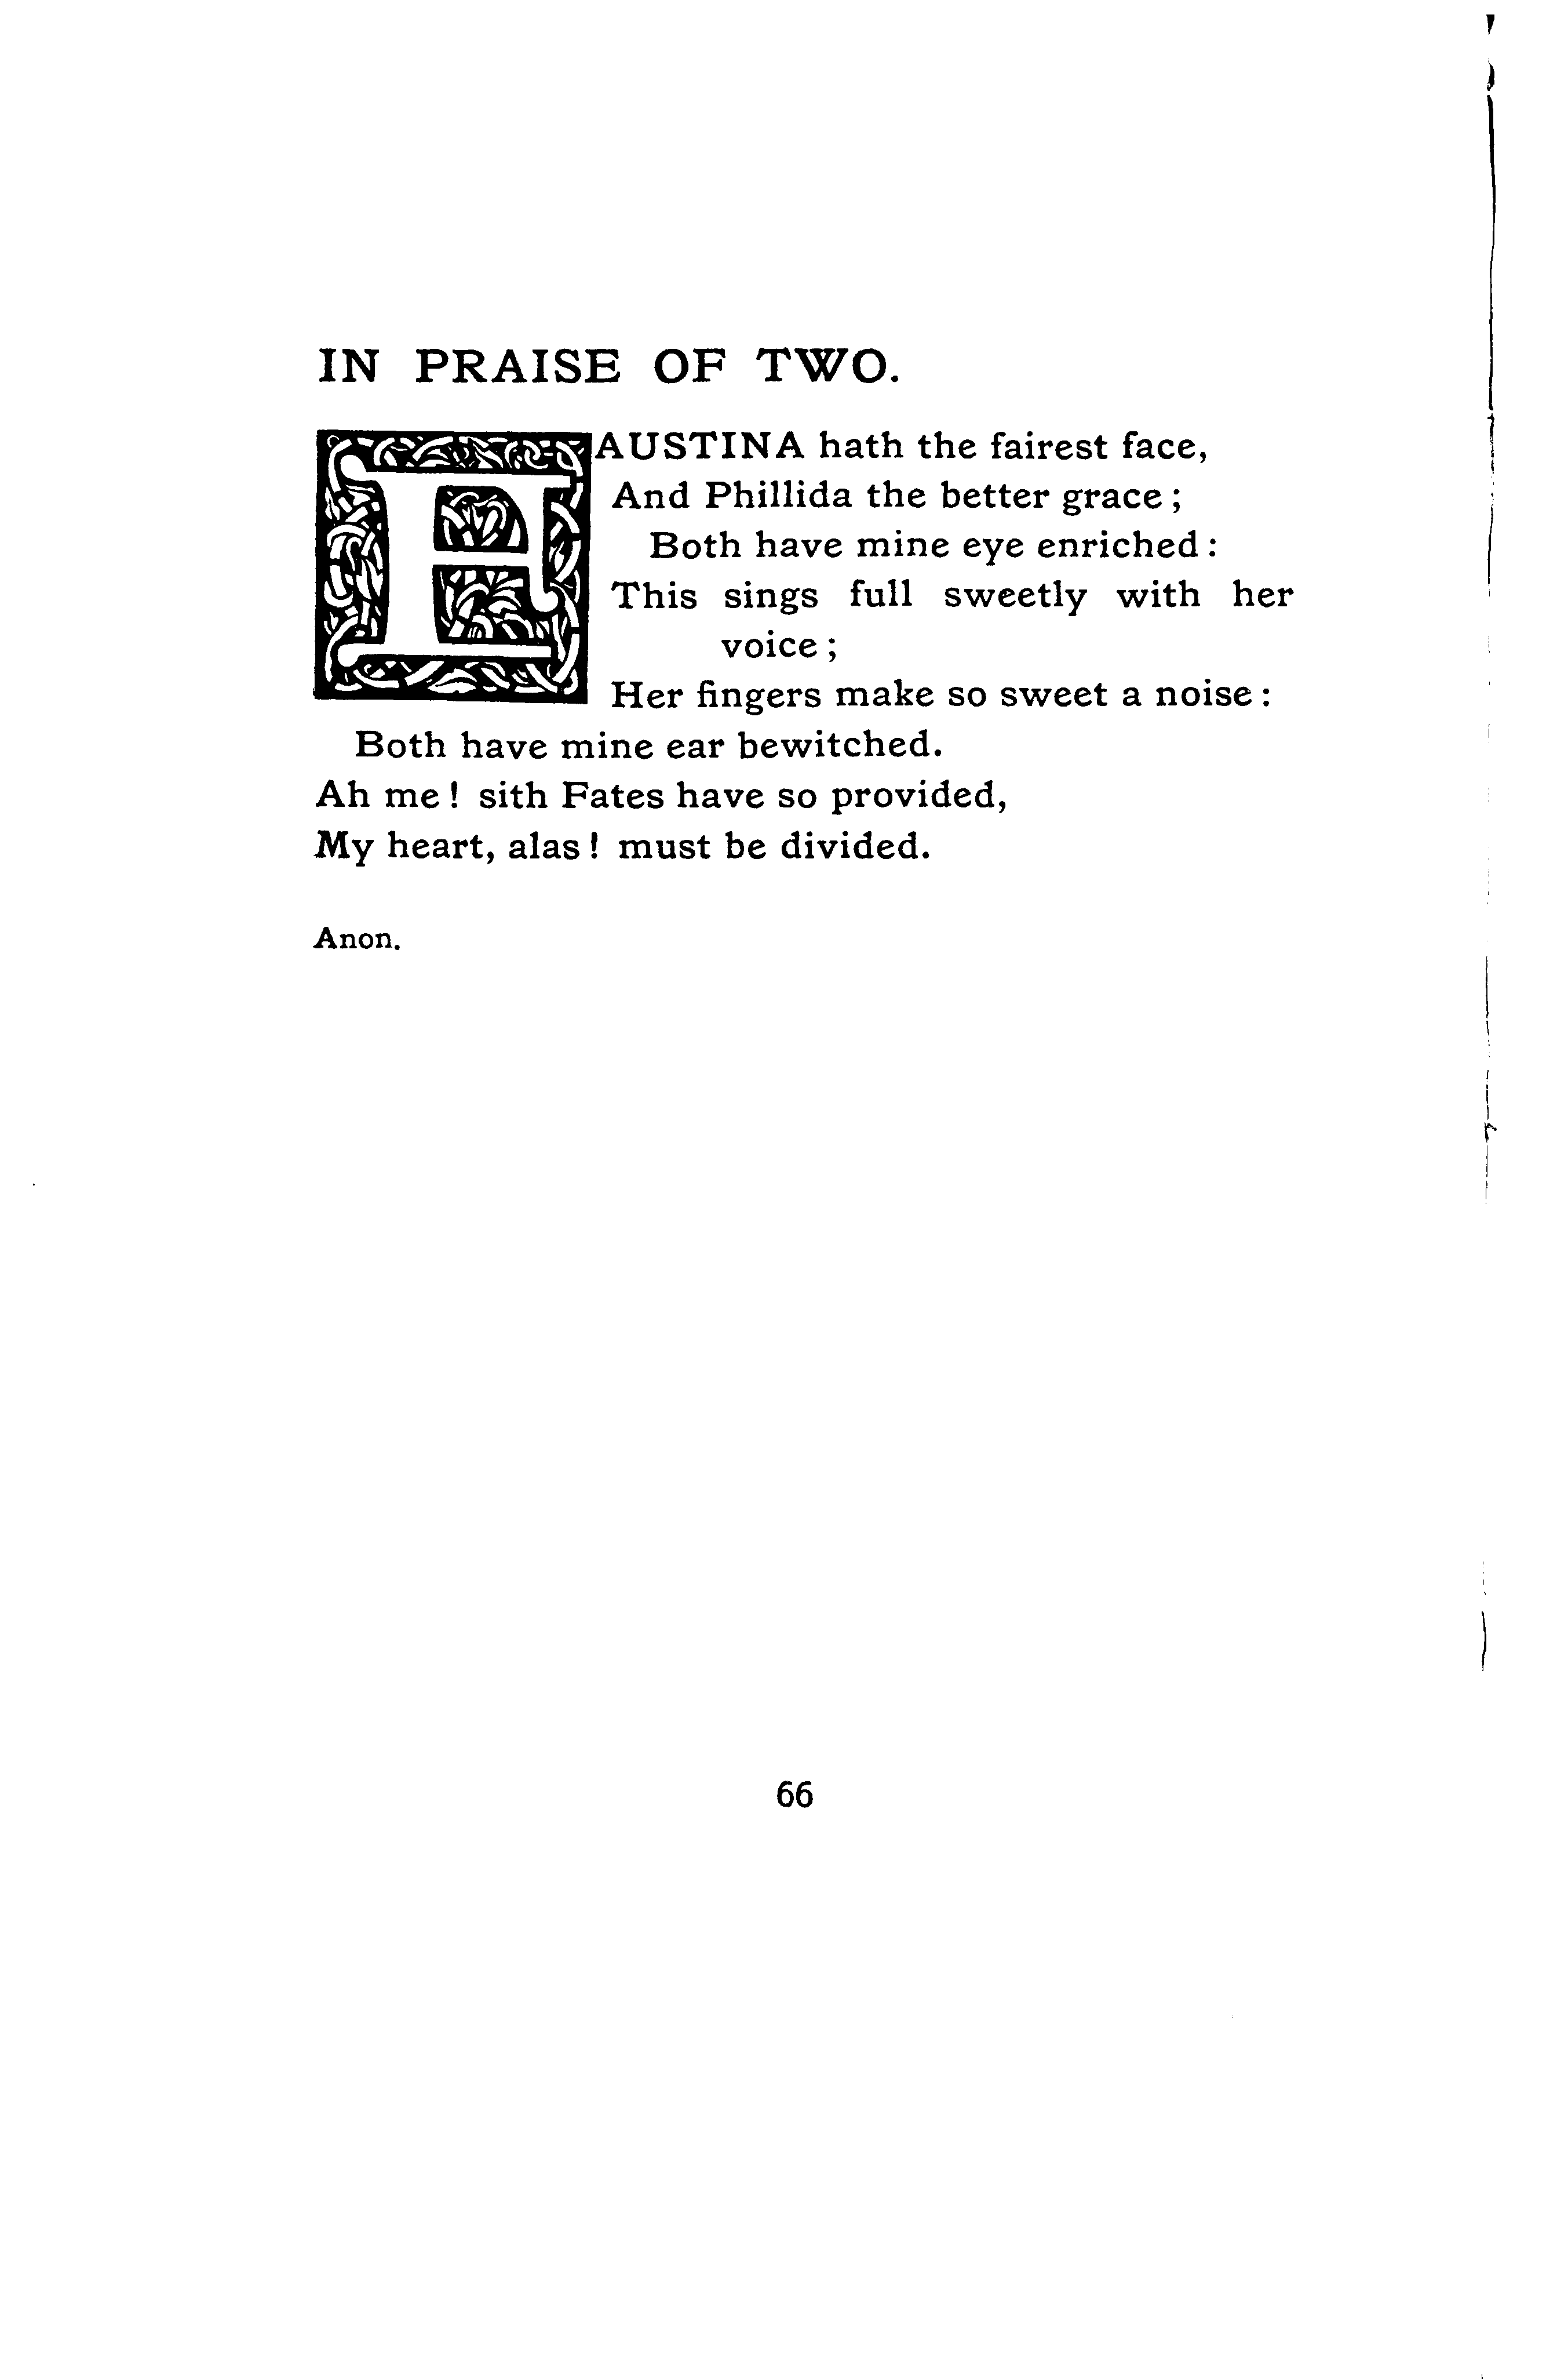 IN PRAISE OF TWO.
FAUSTINA hath the fairest face,
And Phillida the better grace ;
Both have mine eye enriched :
This sings full sweetly with her
voice ;
Her fingers make so sweet a noise :
Both have mine ear bewitched.
Ah me ! sith Fates have so provided,
My heart, alas ! must be divided.
Anon.
66